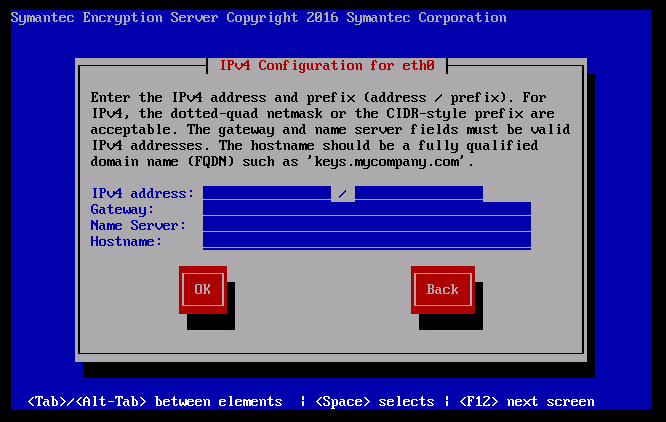 Symantec Encryption Server Copyright 2016 Symantec Corporation
IPv4 Configuration for eth0
Enter the IPv4 address and prefix (address / prefix). For
IPv4, the dotted-quad netmask or the CIDR-style prefix are
acceptable. The gateway and name server fields must be valid
IPv4 addresses. The hostname should be a fully qualified
domain name (FQDN) such as 'keys.mycompany.com'.
IPv4 address: /
Gateway:
Name Server:
Hostname:
OK Back
<Tab>/<Alt-Tab> between elements | <Space> selects | <F12> next screen